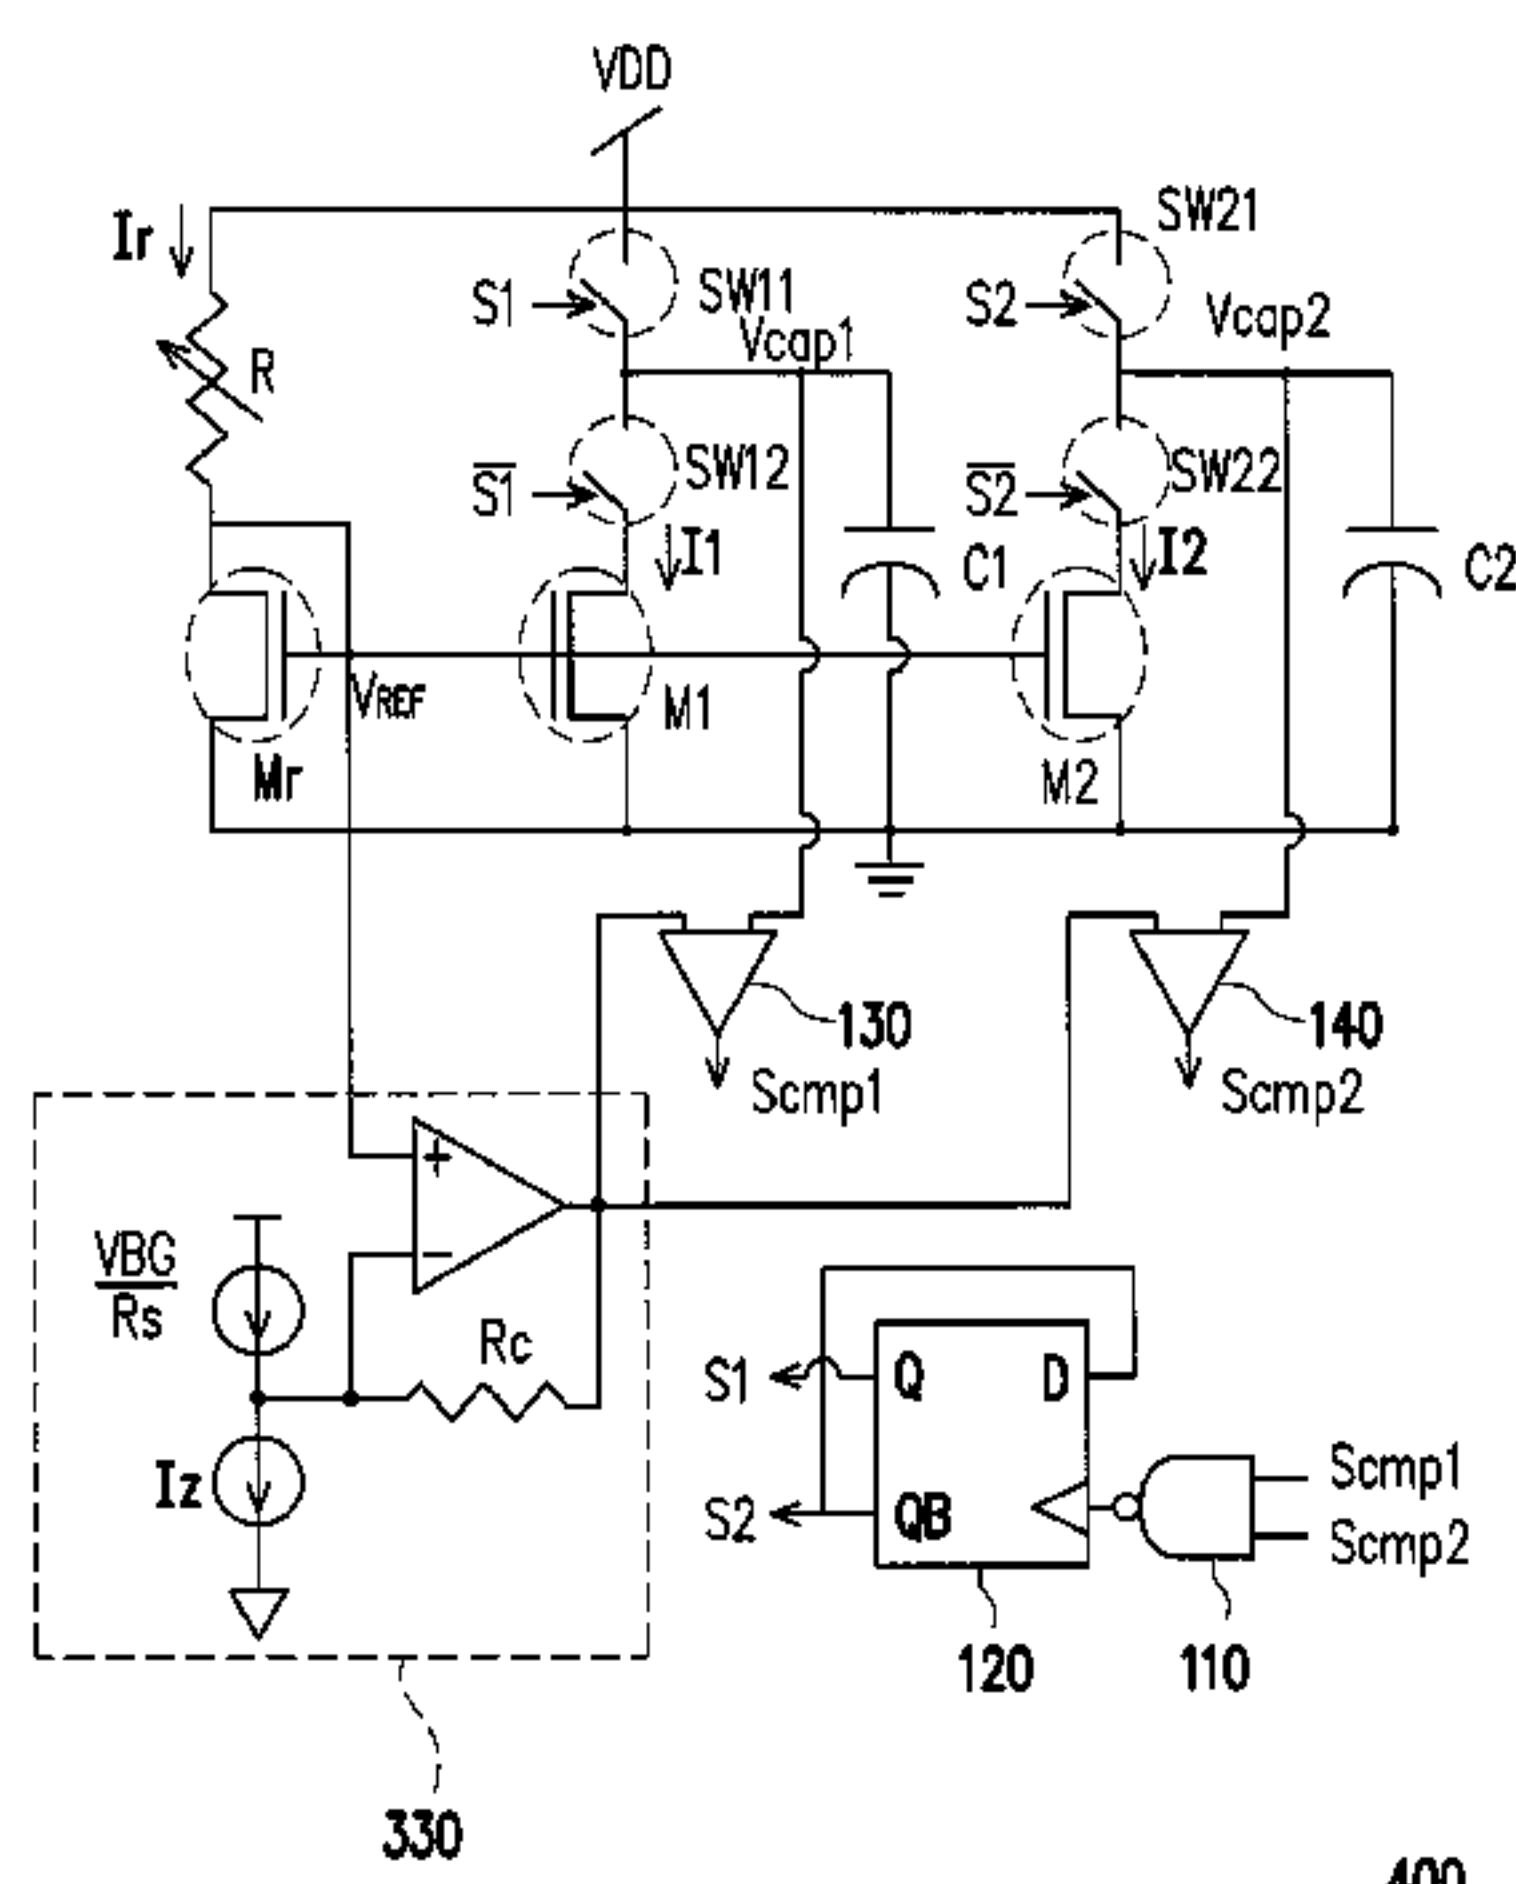 VDD
Ir
SW21
S1
SW11
S2
Vcap2
Vcap1
R
S1
SW12
S2
SW22
I1
C1
I2
C2
VREF
M1
Mr
M2
130
140
Scmp1
Scmp2
+
VBG
Rs
−
Rc
S1
Q
D
Iz
S2
QB
Scmp1
Scmp2
120
110
330
400